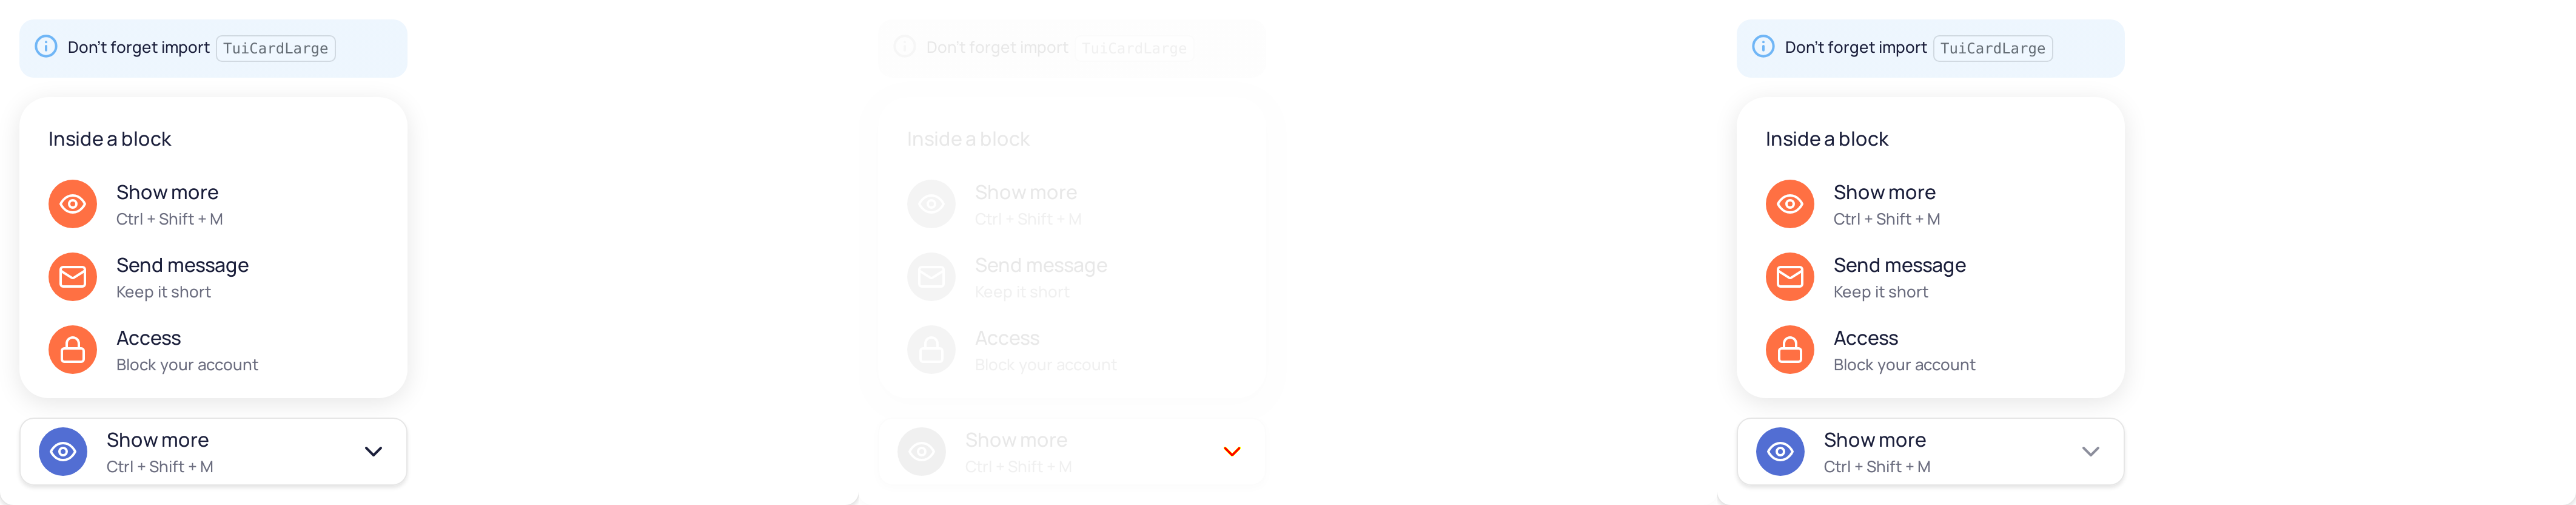 Don't forget import TuiCardLarge
Inside a block
Show more
Ctrl + Shift + M
Send message
Keep it short
Access
Block your account
Show more
Ctrl + Shift + M
Don't forget import TuiCardLarge
Inside a block
Show more
Ctrl + Shift + M
Send message
Keep it short
Access
Block your account
Show more
Ctrl + Shift + M
Don't forget import TuiCardLarge
Inside a block
Show more
Ctrl + Shift + M
Send message
Keep it short
Access
Block your account
Show more
Ctrl + Shift + M